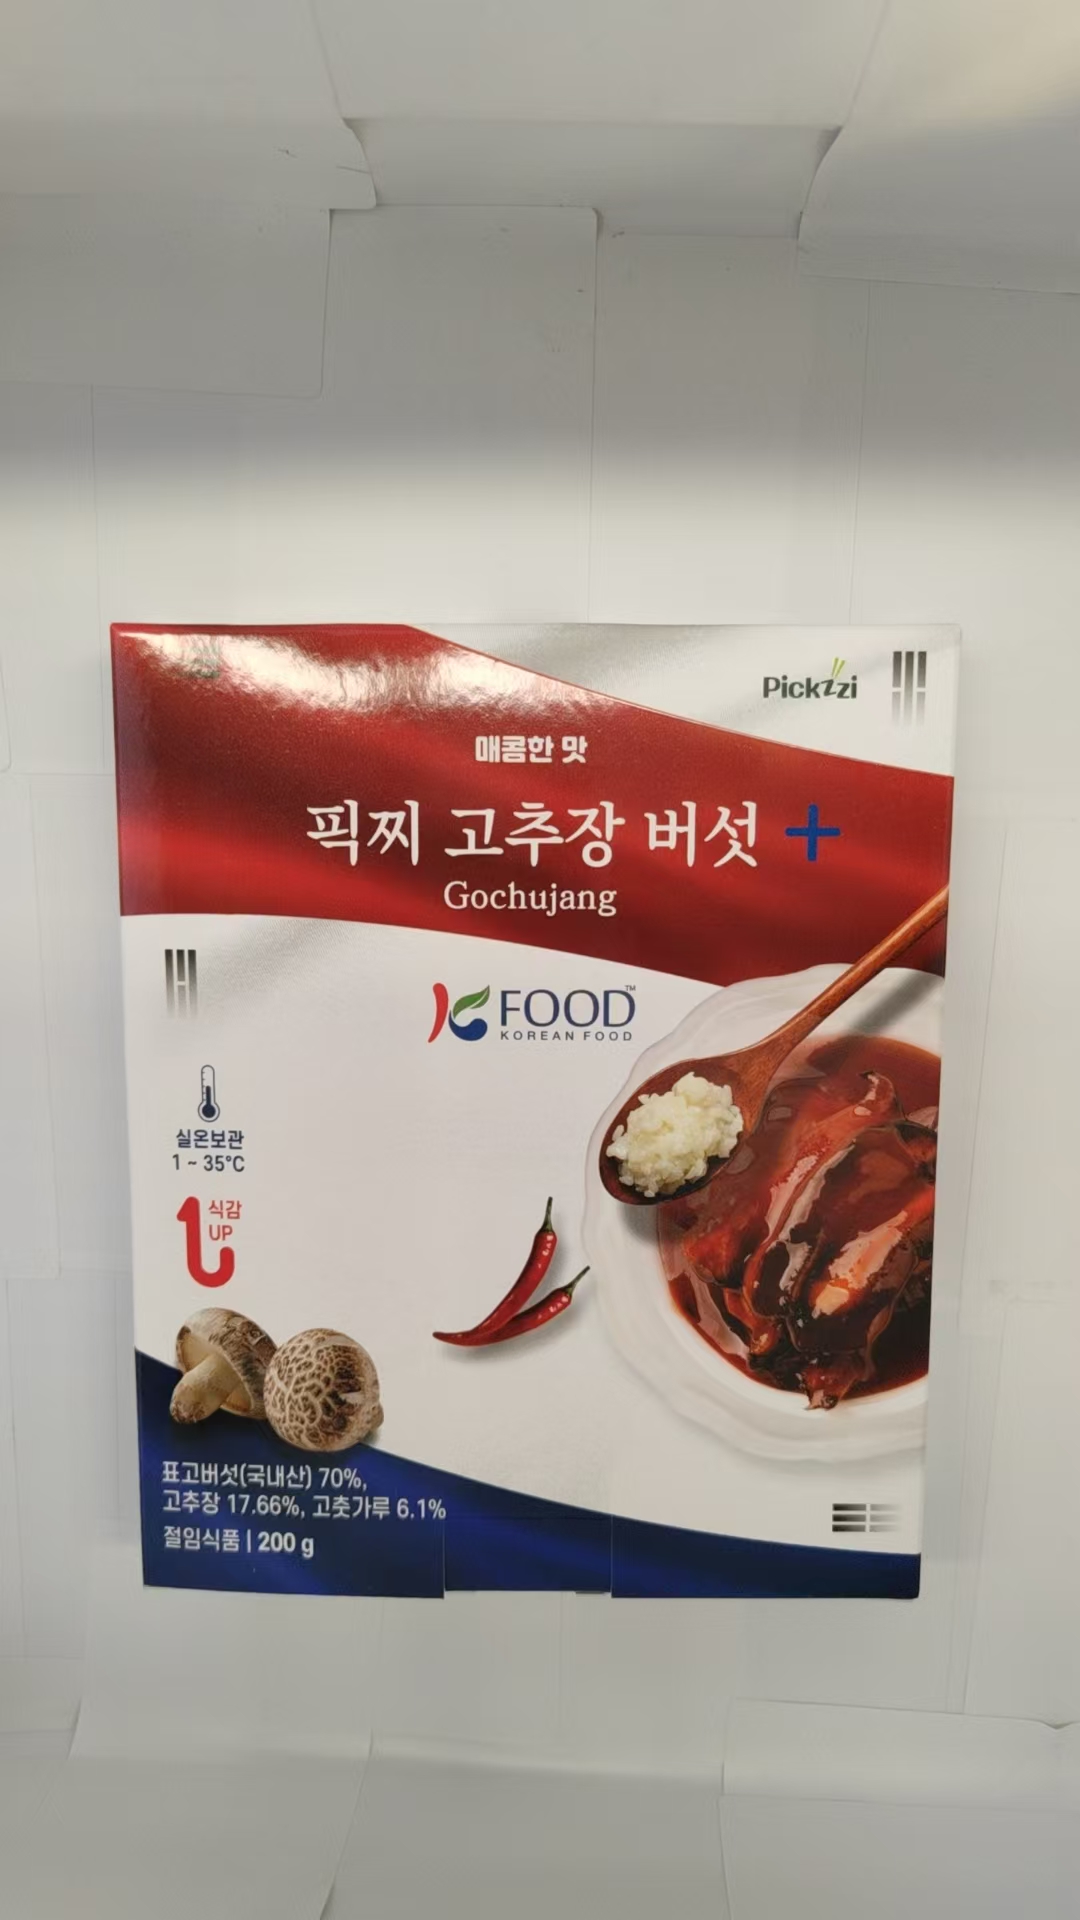 Pickzzi
매콤한 맛
픽찌 고추장 버섯 +
Gochujang
K FOOD™
KOREAN FOOD
실온보관
1 ~ 35°C
식감
UP
표고버섯(국내산) 70%,
고추장 17.66%, 고춧가루 6.1%
절임식품 | 200 g